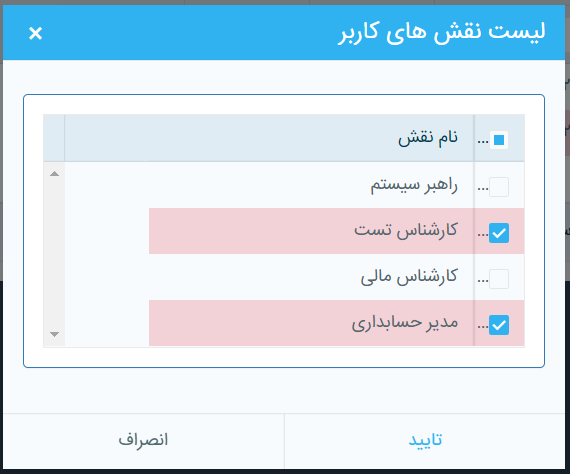 لیست نقش های کاربر
... نام نقش
... راهبر سیستم
... کارشناس تست
... کارشناس مالی
... مدیر حسابداری
تایید
انصراف